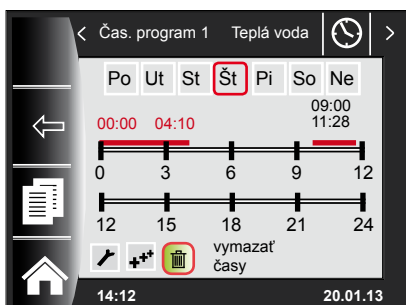 Čas. program 1 Teplá voda
Po Ut St Št Pi So Ne
09:00
00:00 04:10 11:28
0 3 6 9 12
12 15 18 21 24
vymazať
časy
14:12 20.01.13